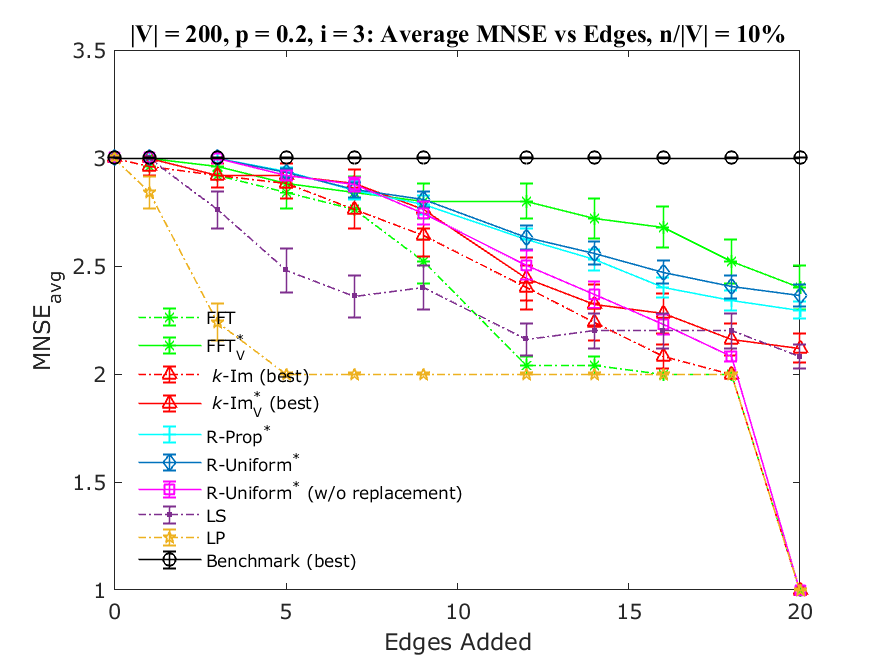 |V| = 200, p = 0.2, i = 3: Average MNSE vs Edges, n/|V| = 10%
3.5
3
2.5
2
1.5
1
MNSE_avg
FFT
FFT*_V
k-Im (best)
k-Im*_V (best)
R-Prop*
R-Uniform*
R-Uniform* (w/o replacement)
LS
LP
Benchmark (best)
0 5 10 15 20
Edges Added